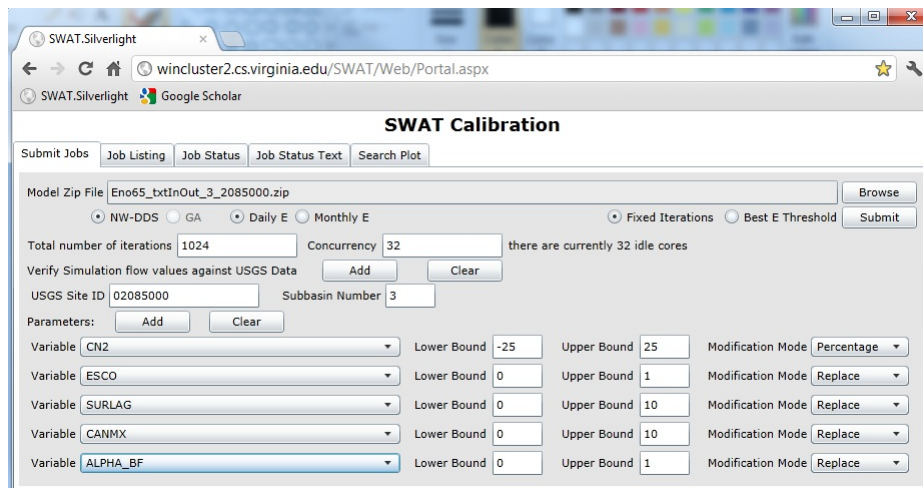 SWAT.Silverlight
wincluster2.cs.virginia.edu/SWAT/Web/Portal.aspx
SWAT.Silverlight Google Scholar
SWAT Calibration
Submit Jobs Job Listing Job Status Job Status Text Search Plot
Model Zip File Eno65_txtInOut_3_2085000.zip Browse
NW-DDS GA Daily E Monthly E Fixed Iterations Best E Threshold Submit
Total number of iterations 1024 Concurrency 32 there are currently 32 idle cores
Verify Simulation flow values against USGS Data Add Clear
USGS Site ID 02085000 Subbasin Number 3
Parameters: Add Clear
Variable CN2 Lower Bound -25 Upper Bound 25 Modification Mode Percentage
Variable ESCO Lower Bound 0 Upper Bound 1 Modification Mode Replace
Variable SURLAG Lower Bound 0 Upper Bound 10 Modification Mode Replace
Variable CANMX Lower Bound 0 Upper Bound 10 Modification Mode Replace
Variable ALPHA_BF Lower Bound 0 Upper Bound 1 Modification Mode Replace